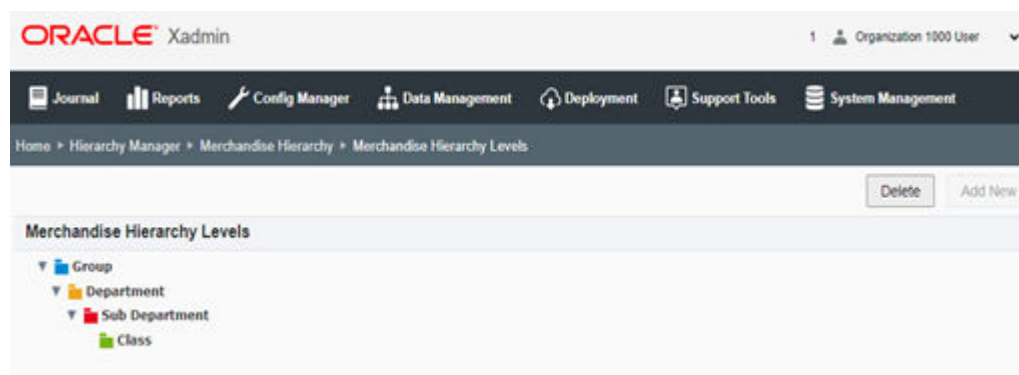 ORACLE Xadmin
1 Organization 1000 User
Journal Reports Config Manager Data Management Deployment Support Tools System Management
Home Hierarchy Manager Merchandise Hierarchy Merchandise Hierarchy Levels
Delete Add New
Merchandise Hierarchy Levels
Group
Department
Sub Department
Class